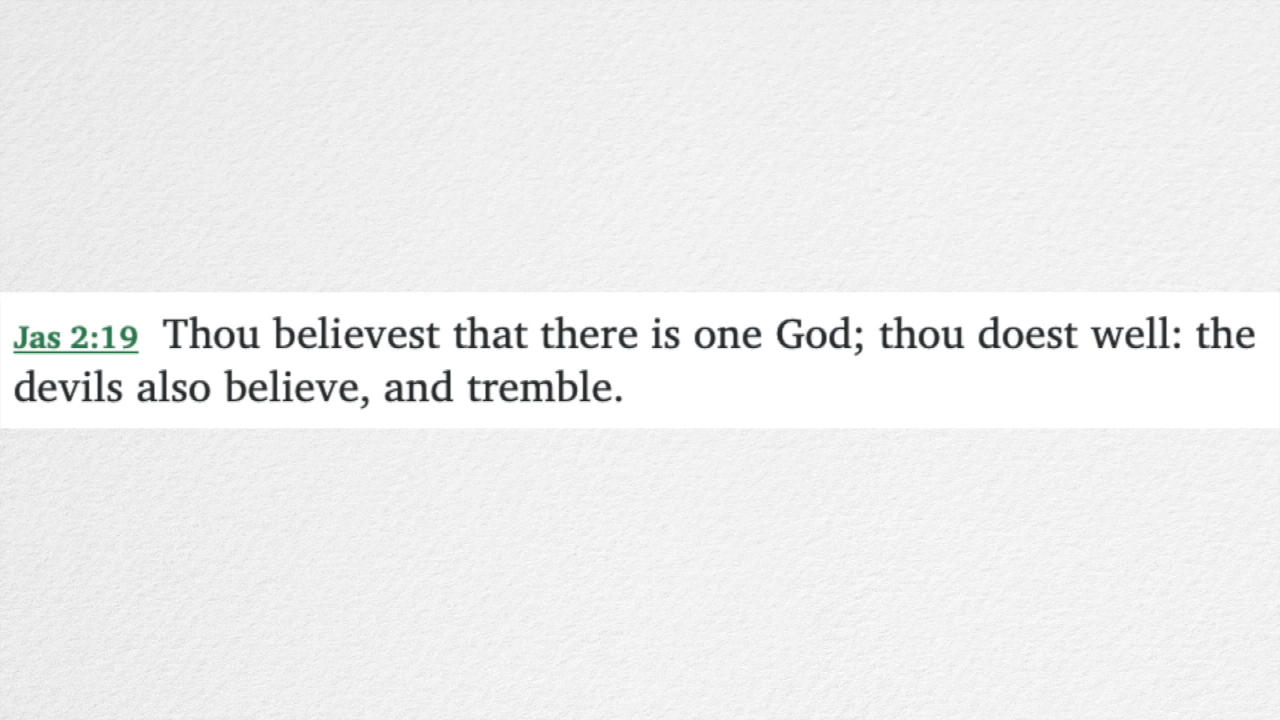 Jas 2:19 Thou believest that there is one God; thou doest well: the
devils also believe, and tremble.